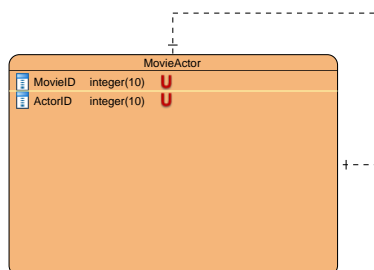 MovieActor
MovieID integer(10) U
ActorID integer(10) U